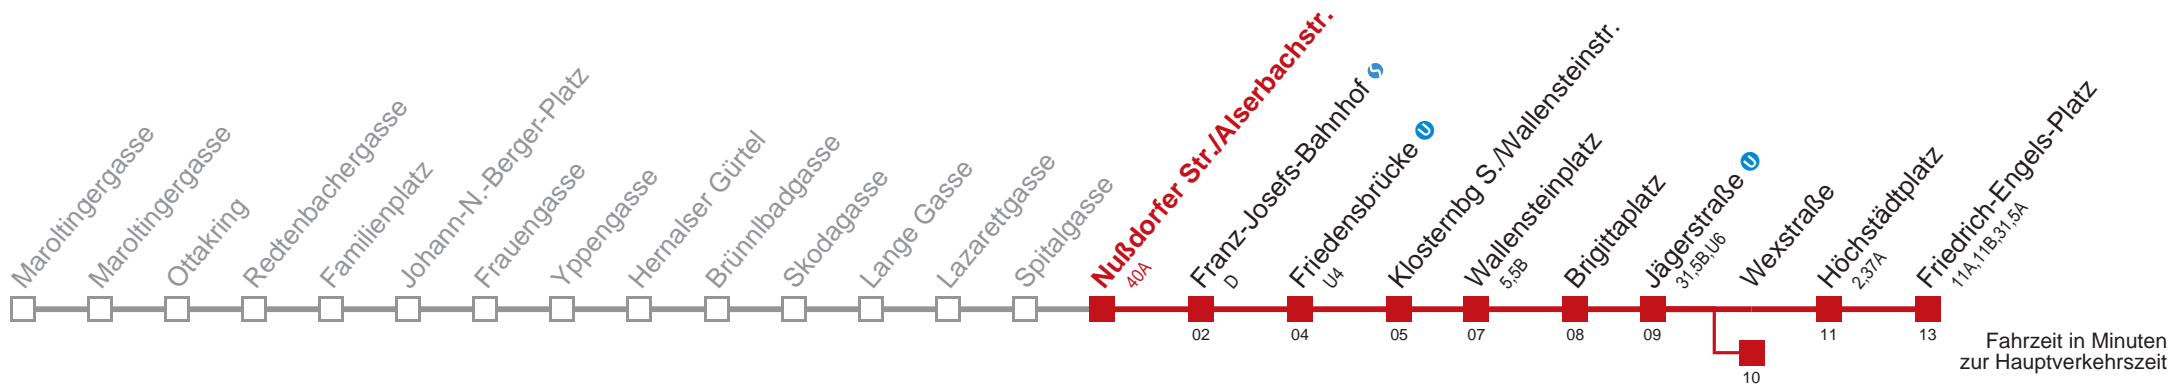 Maroltingergasse
Maroltingergasse
Ottakring
Redtenbachergasse
Familienplatz
Johann-N.-Berger-Platz
Frauengasse
Yppengasse
Hernalser Gürtel
Brünnlbadgasse
Skodagasse
Lange Gasse
Lazarettgasse
Spitalgasse
Nußdorfer Str./Alserbachstr.
40A
Franz-Josefs-Bahnhof S
D
02
Friedensbrücke U
U4
04
Klosternbg S./Wallensteinstr.
05
Wallensteinplatz
5,5B
07
Brigittaplatz
08
Jägerstraße U
31,5B,U6
09
Wexstraße
10
Höchstädtplatz
2,37A
11
Friedrich-Engels-Platz
11A,11B,31,5A
13
Fahrzeit in Minuten
zur Hauptverkehrszeit